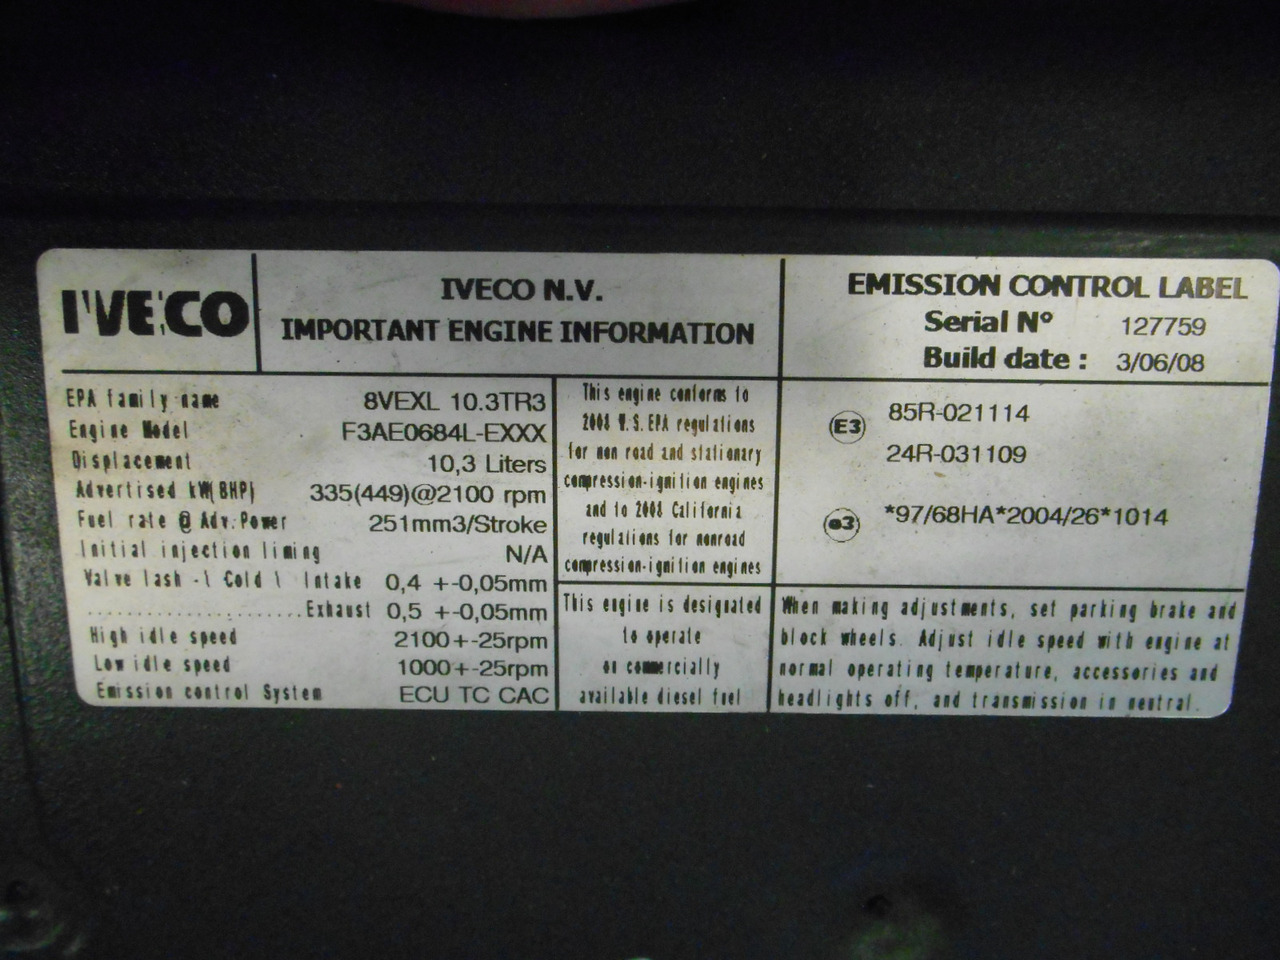 IVECO
IVECO N.V.
IMPORTANT ENGINE INFORMATION
EMISSION CONTROL LABEL
Serial Nº 127759
Build date : 3/06/08
EPA family name 8VEXL 10.3TR3
Engine Model F3AE0684L-EXXX
Displacement 10,3 Liters
Advertised kW(BHP) 335(449)@2100 rpm
Fuel rate @ Adv.Power 251mm3/Stroke
Initial injection timing N/A
Valve lash -\ Cold \ Intake 0,4 +-0,05mm
........................Exhaust 0,5 +-0,05mm
High idle speed 2100+-25rpm
Low idle speed 1000+-25rpm
Emission control System ECU TC CAC
This engine conforms to
2008 U.S.EPA regulations
for non road and stationary
compression-ignition engines
and to 2008 California
regulations for nonroad
compression-ignition engines
This engine is designated
to operate
on commercially
available diesel fuel
E3 85R-021114
24R-031109
e3 *97/68HA*2004/26*1014
When making adjustments, set parking brake and
block wheels. Adjust idle speed with engine at
normal operating temperature, accessories and
headlights off, and transmission in neutral.